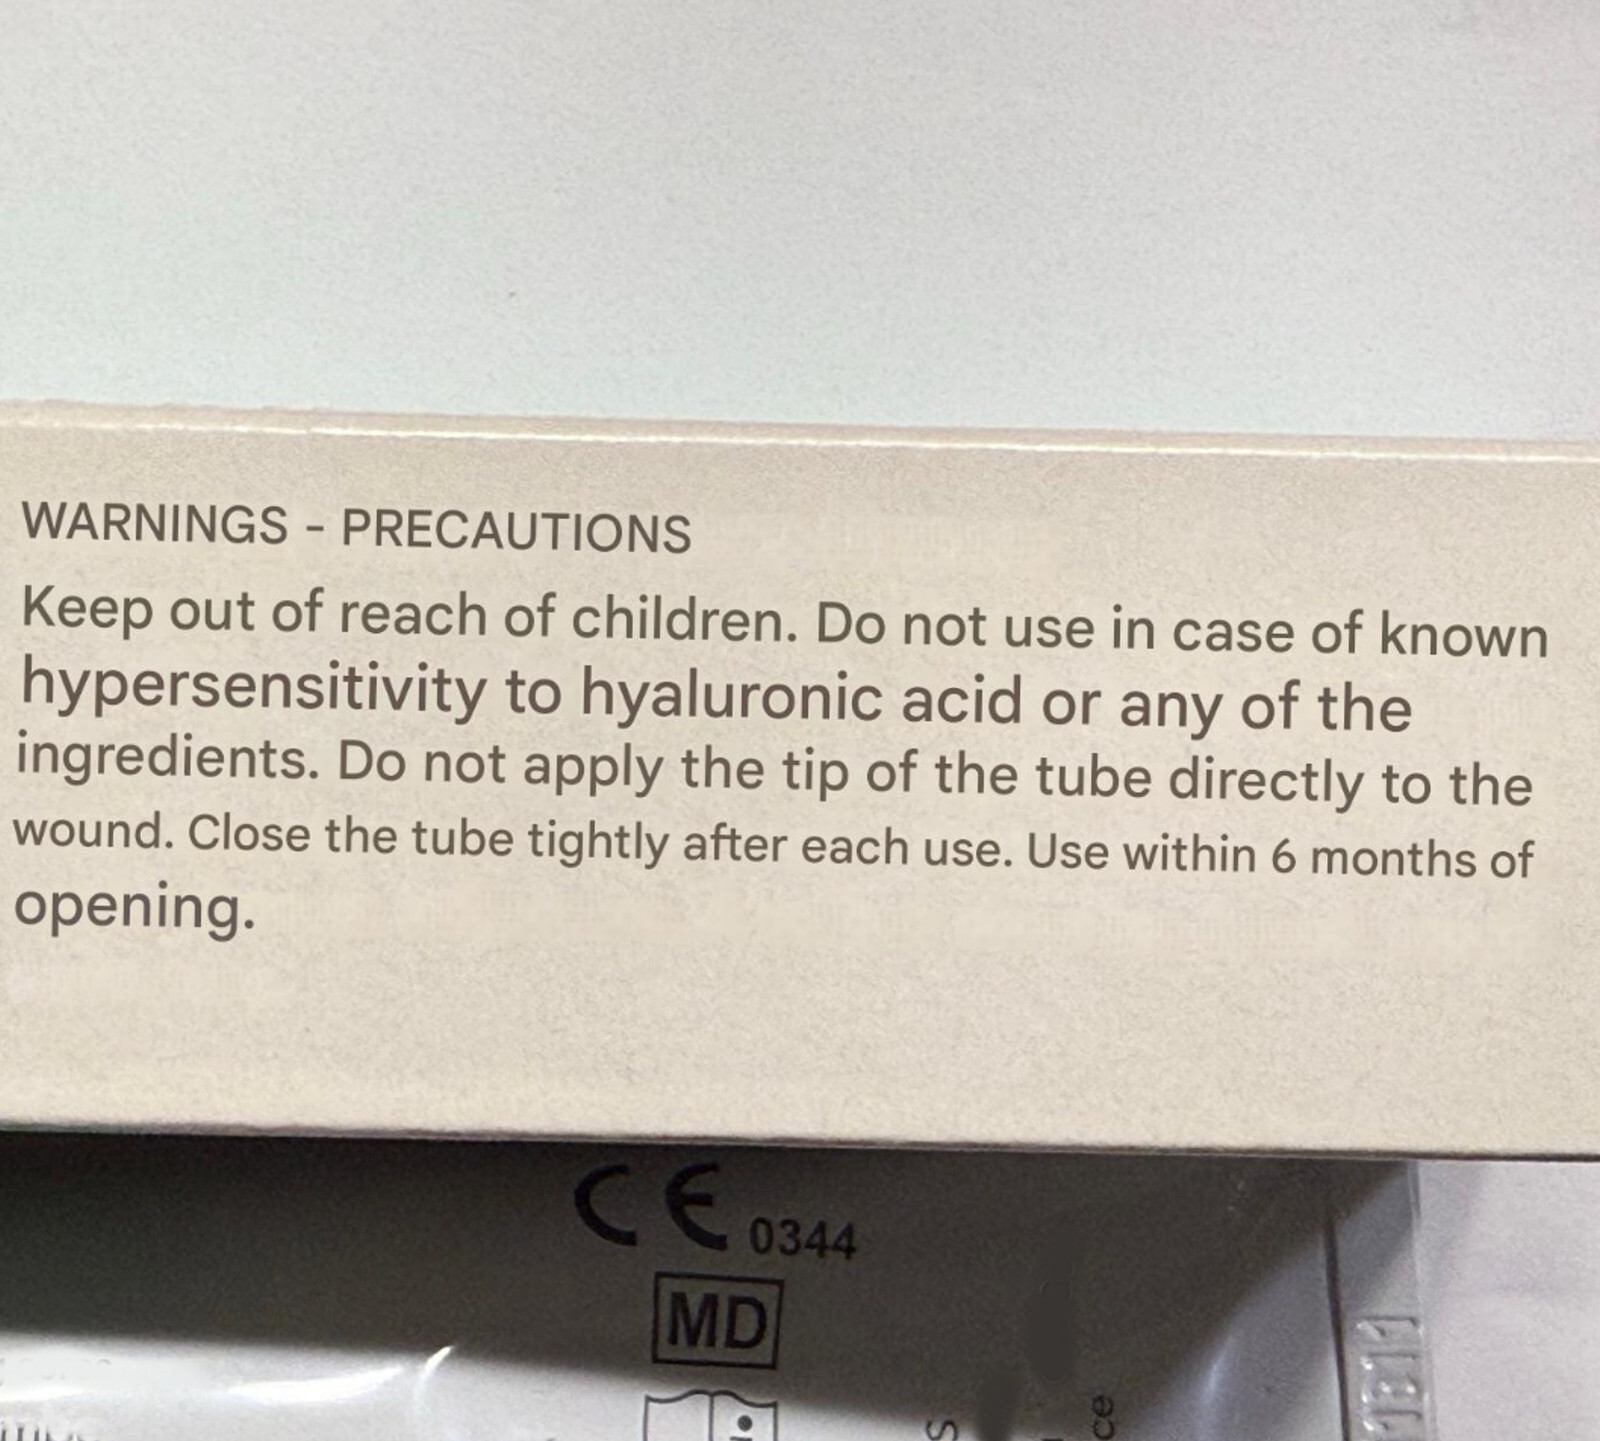 WARNINGS - PRECAUTIONS
Keep out of reach of children. Do not use in case of known
hypersensitivity to hyaluronic acid or any of the
ingredients. Do not apply the tip of the tube directly to the
wound. Close the tube tightly after each use. Use within 6 months of
opening.
CE 0344
MD